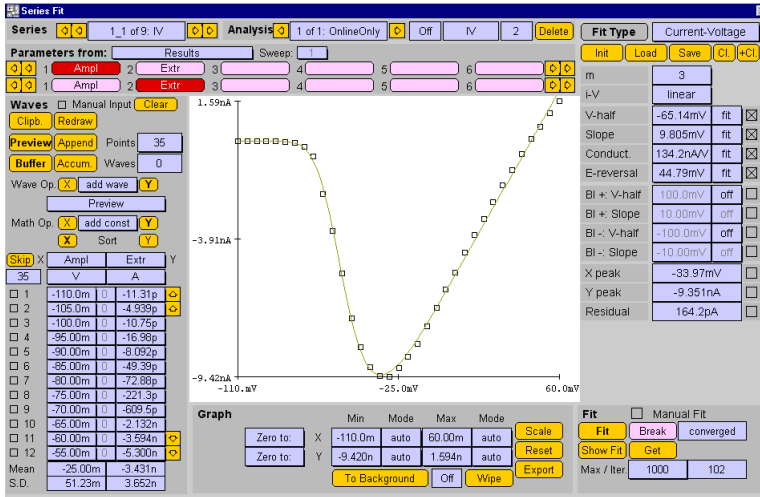 Series Fit
Series 1_1 of 9: IV Analysis 1 of 1: OnlineOnly Off IV 2 Delete
Parameters from: Results Sweep: 1
1 Ampl 2 Extr 3 4 5 6
1 Ampl 2 Extr 3 4 5 6
Waves Manual Input Clear
Clipb. Redraw
Preview Append Points 35
Buffer Accum. Waves 0
Wave Op. X add wave Y
Preview
Math Op. X add const Y
X Sort Y
Skip X Ampl Extr Y
35 V A
1 -110.0m 0 -11.31p
2 -105.0m 0 -4.939p
3 -100.0m 0 -10.75p
4 -95.00m 0 -16.98p
5 -90.00m 0 -8.092p
6 -85.00m 0 -49.39p
7 -80.00m 0 -72.88p
8 -75.00m 0 -221.3p
9 -70.00m 0 -609.5p
10 -65.00m 0 -2.132n
11 -60.00m 0 -3.594n
12 -55.00m 0 -5.300n
Mean -25.00m -3.431n
S.D. 51.23m 3.652n
1.59nA
-3.91nA
-9.42nA
-110.mV -25.0mV 60.0mV
Graph
Min Mode Max Mode
Zero to: X -110.0m auto 60.00m auto Scale
Zero to: Y -9.420n auto 1.594n auto Reset
To Background Off Wipe Export
Fit Type Current-Voltage
Init Load Save Cl. +Cl.
m 3
i-V linear
V-half -65.14mV fit
Slope 9.805mV fit
Conduct. 134.2nA/V fit
E-reversal 44.79mV fit
Bl +: V-half 100.0mV off
Bl +: Slope 10.00mV off
Bl -: V-half -100.0mV off
Bl -: Slope -10.00mV off
X peak -33.97mV
Y peak -9.351nA
Residual 164.2pA
Fit Manual Fit
Fit Break converged
Show Fit Get
Max / Iter. 1000 102